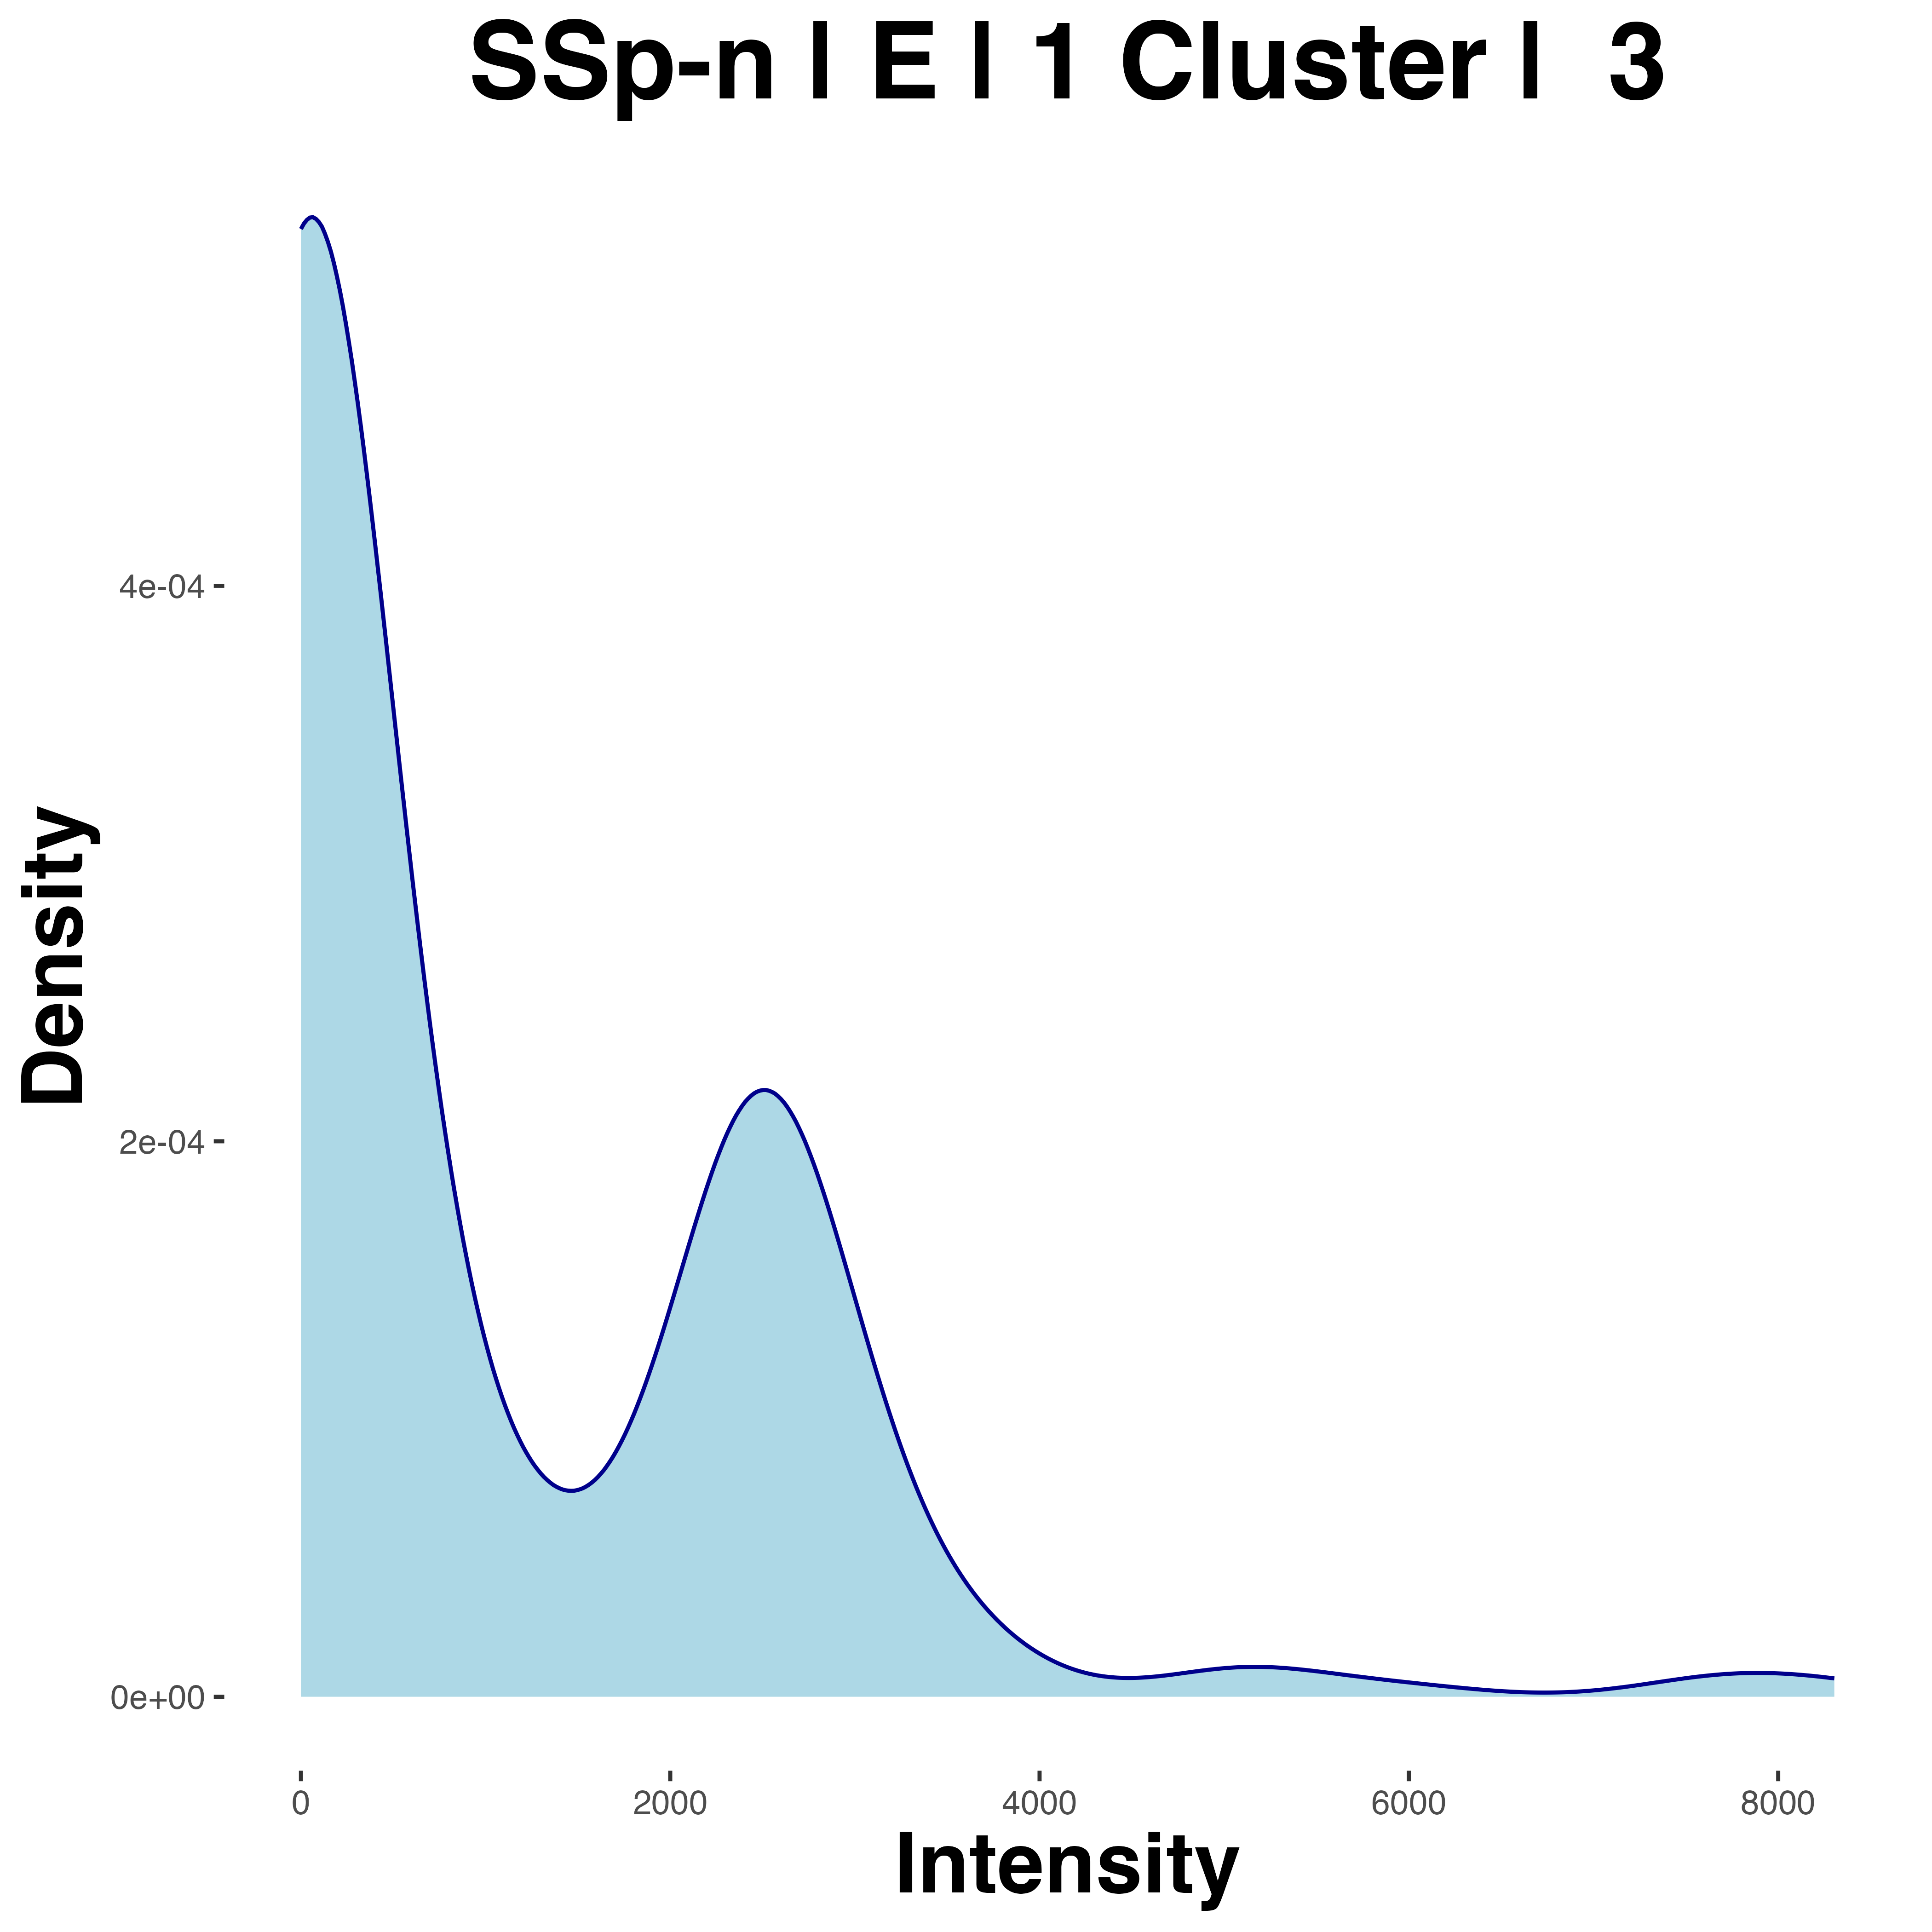 SSp-n | E | 1 Cluster | 3
Density
4e-04
2e-04
0e+00
0 2000 4000 6000 8000
Intensity